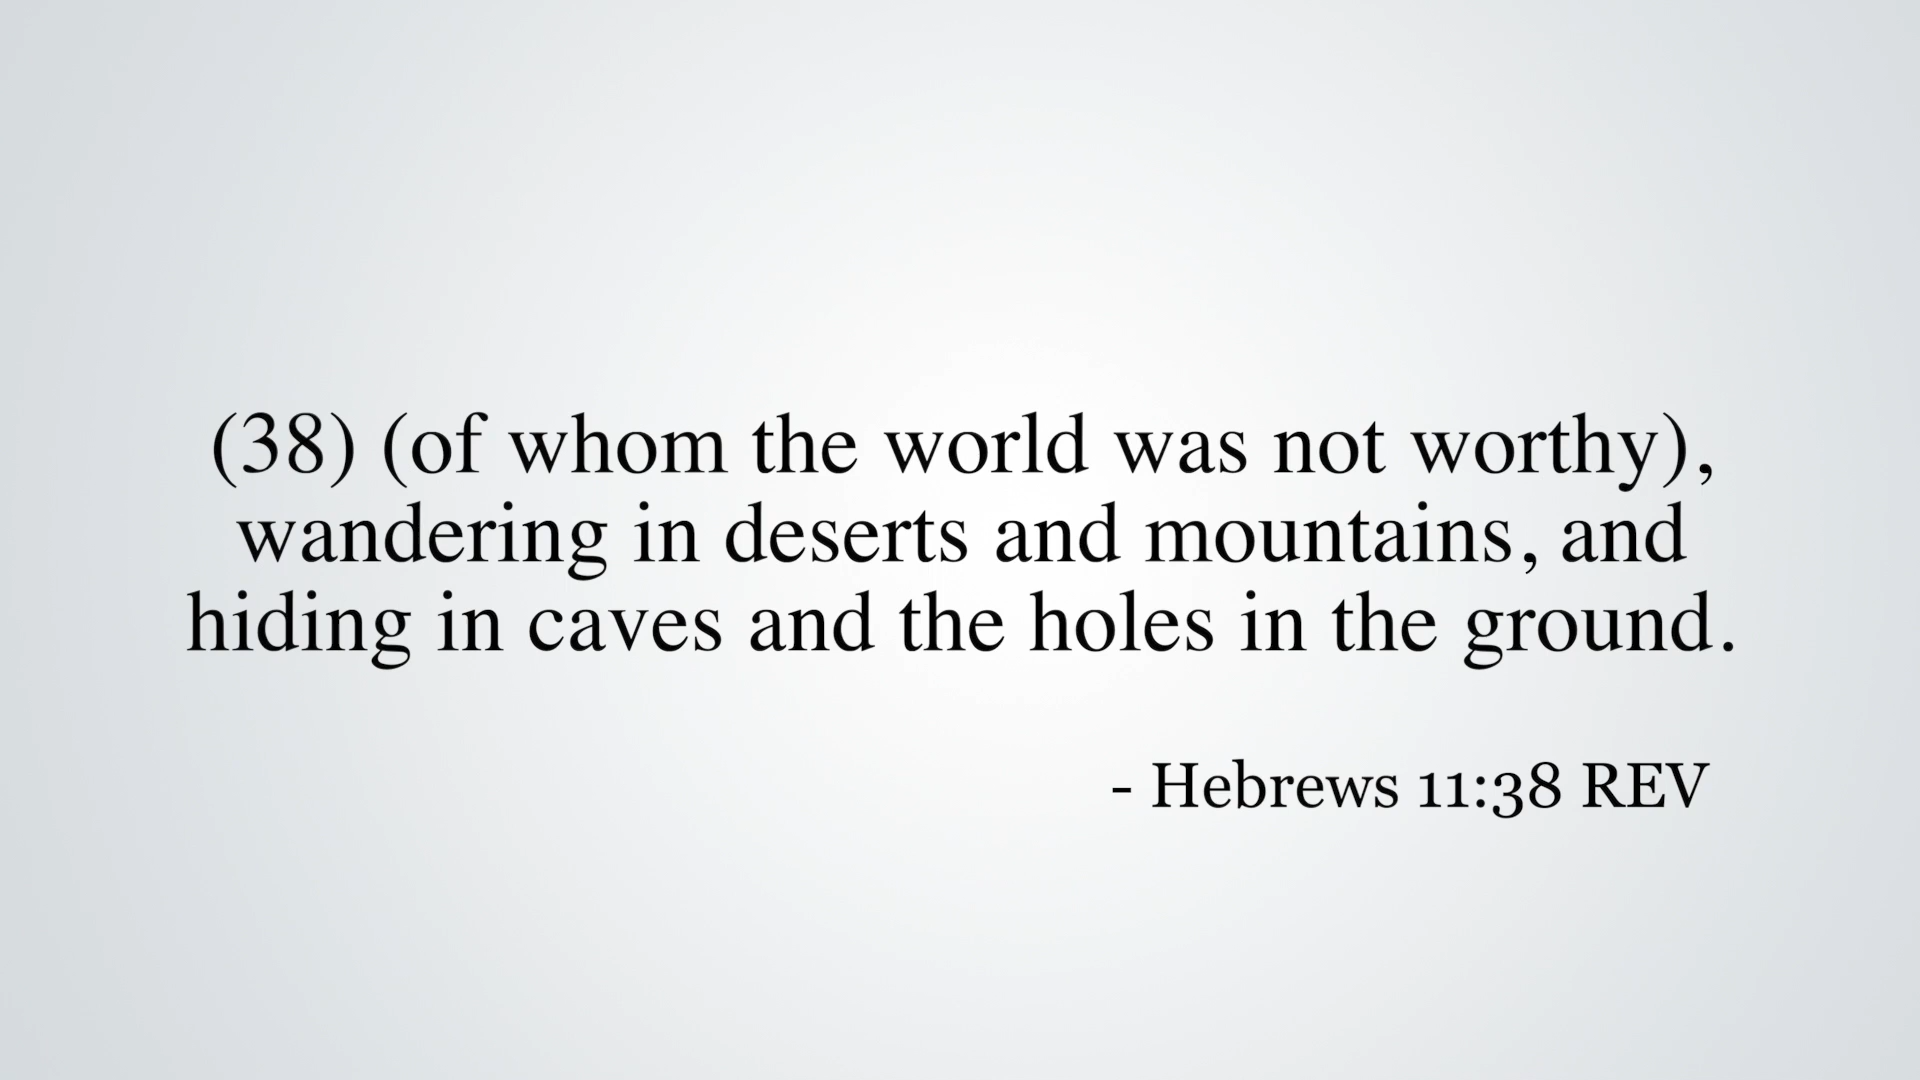 (38) (of whom the world was not worthy),
wandering in deserts and mountains, and
hiding in caves and the holes in the ground.
- Hebrews 11:38 REV